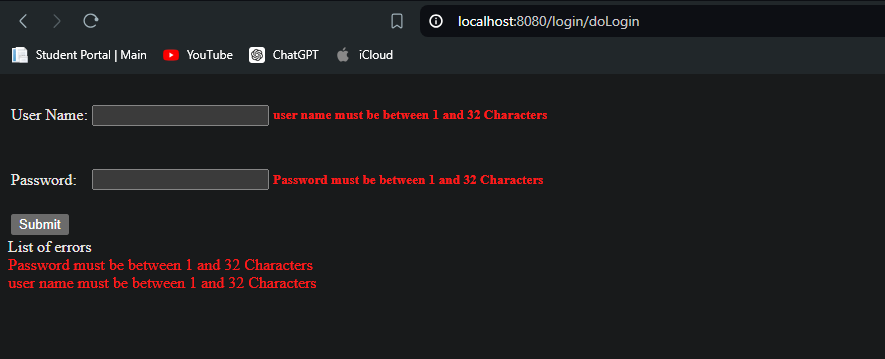 localhost:8080/login/doLogin
Student Portal | Main YouTube ChatGPT iCloud
User Name: user name must be between 1 and 32 Characters
Password: Password must be between 1 and 32 Characters
Submit
List of errors
Password must be between 1 and 32 Characters
user name must be between 1 and 32 Characters